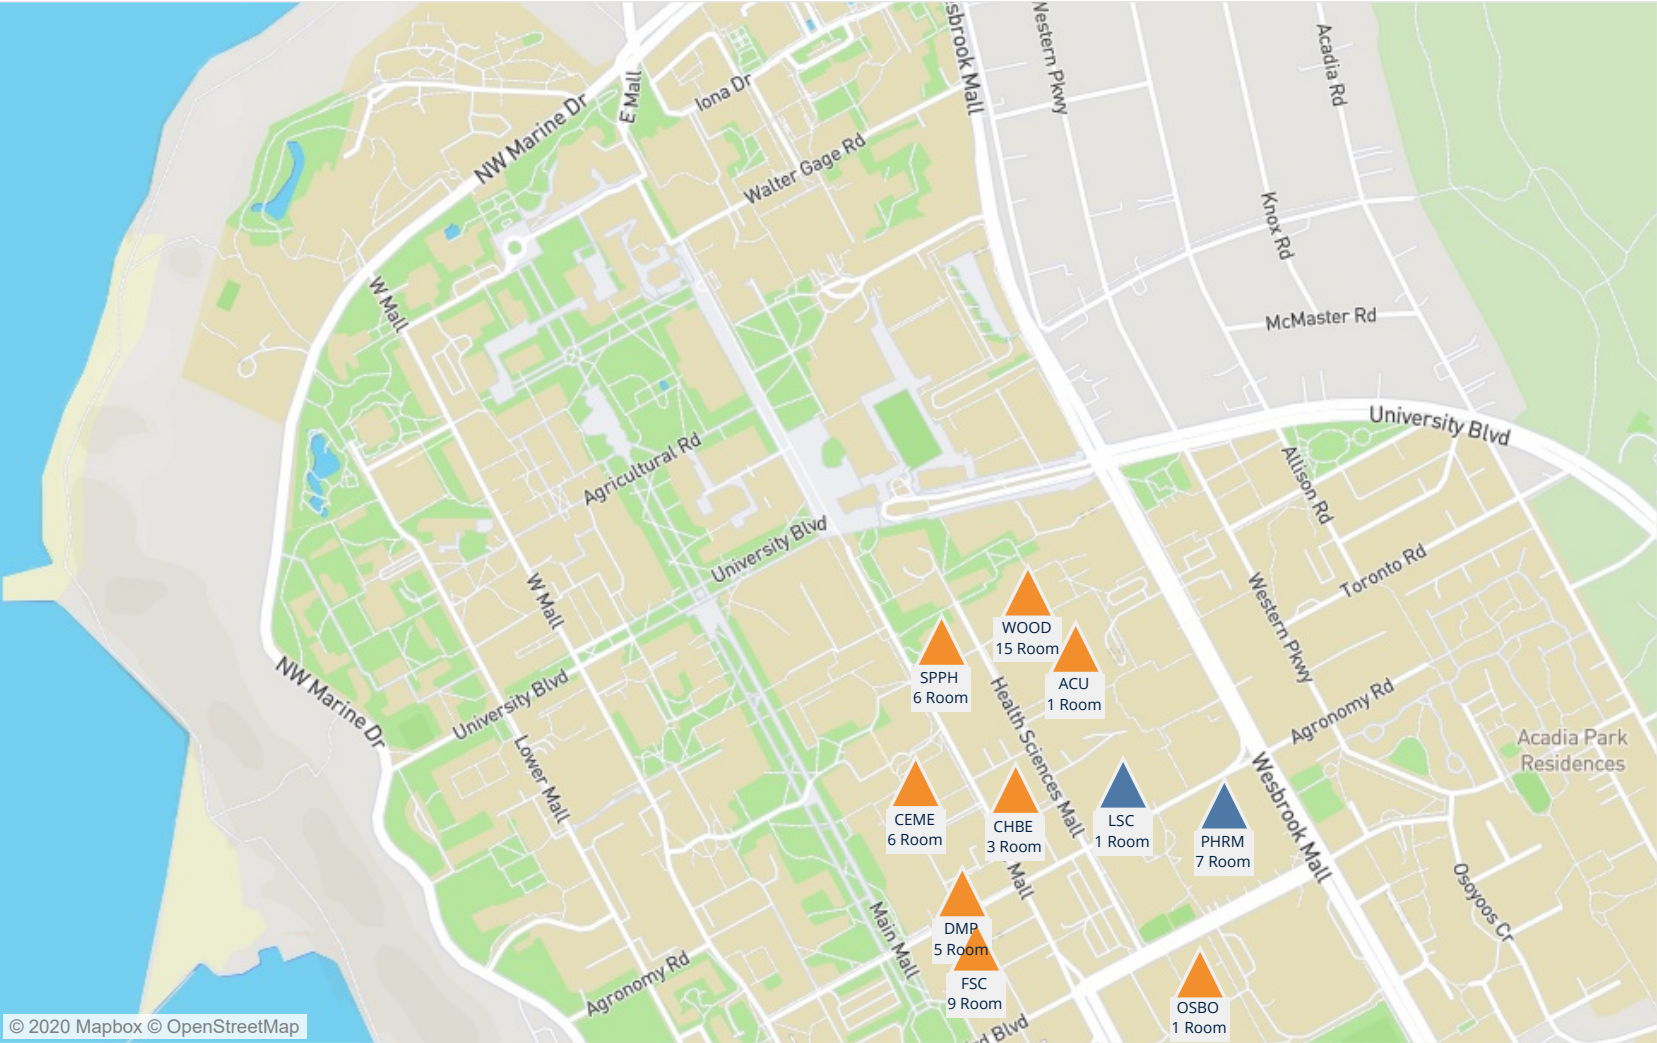 sbrook Mall
Western Pkwy
Acadia Rd
E Mall
Iona Dr
NW Marine Dr
Walter Gage Rd
Knox Rd
W Mall
McMaster Rd
University Blvd
Agricultural Rd
Allison Rd
University Blvd
Toronto Rd
W Mall
Western Pkwy
WOOD
15 Room
SPPH
6 Room
ACU
1 Room
NW Marine Dr
University Blvd
Health Sciences Mall
Agronomy Rd
Acadia Park
Residences
Lower Mall
Wesbrook Mall
CEME
6 Room
CHBE
3 Room
LSC
1 Room
PHRM
7 Room
Mall
Osoyoos Cr
DMP
5 Room
Main Mall
FSC
9 Room
Agronomy Rd
OSBO
1 Room
rd Blvd
© 2020 Mapbox © OpenStreetMap